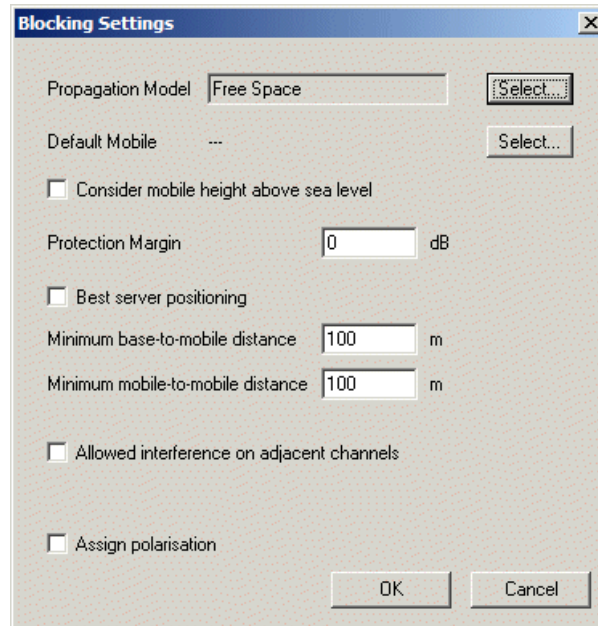 Blocking Settings
Propagation Model Free Space Select...
Default Mobile --- Select...
Consider mobile height above sea level
Protection Margin 0 dB
Best server positioning
Minimum base-to-mobile distance 100 m
Minimum mobile-to-mobile distance 100 m
Allowed interference on adjacent channels
Assign polarisation
OK Cancel